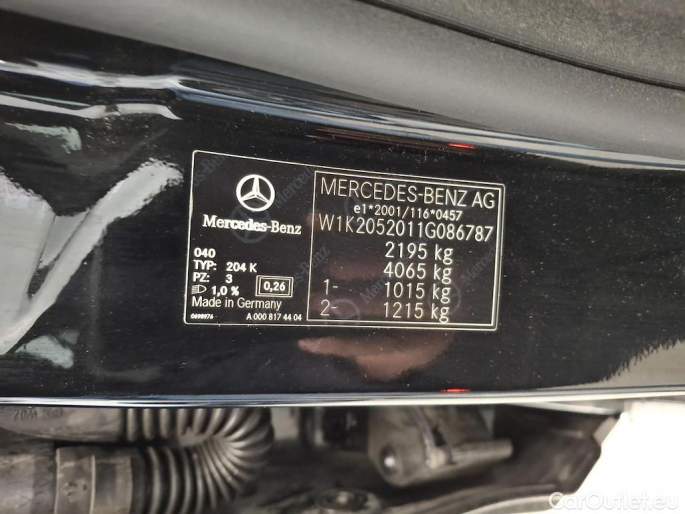 Mercedes-Benz
040
TYP: 204 K
PZ: 3
1,0 % 0,26
Made in Germany
0698976 A 000 817 44 04
MERCEDES-BENZ AG
e1*2001/116*0457
W1K2052011G086787
2195 kg
4065 kg
1- 1015 kg
2- 1215 kg
CarOutlet.eu